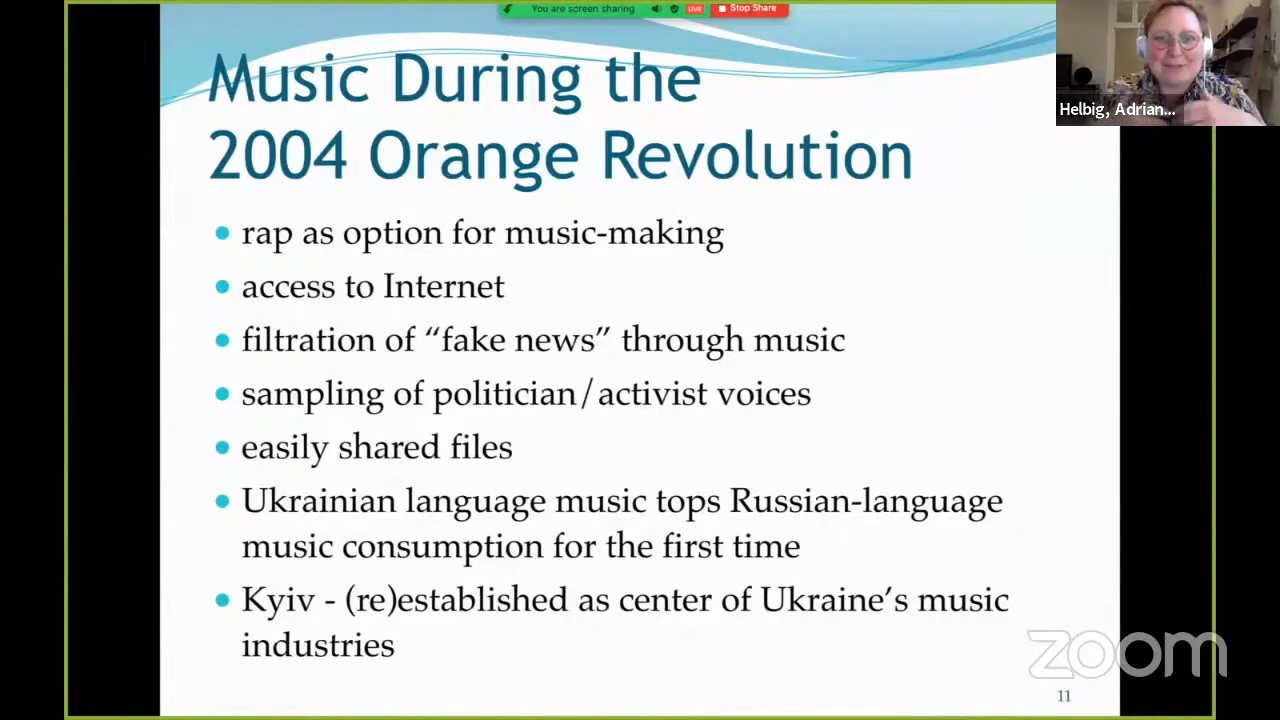 You are screen sharing
LIVE
Stop Share
Helbig, Adrian...
Music During the
2004 Orange Revolution
• rap as option for music-making
• access to Internet
• filtration of “fake news” through music
• sampling of politician/activist voices
• easily shared files
• Ukrainian language music tops Russian-language
music consumption for the first time
• Kyiv - (re)established as center of Ukraine’s music
industries
zoom
11